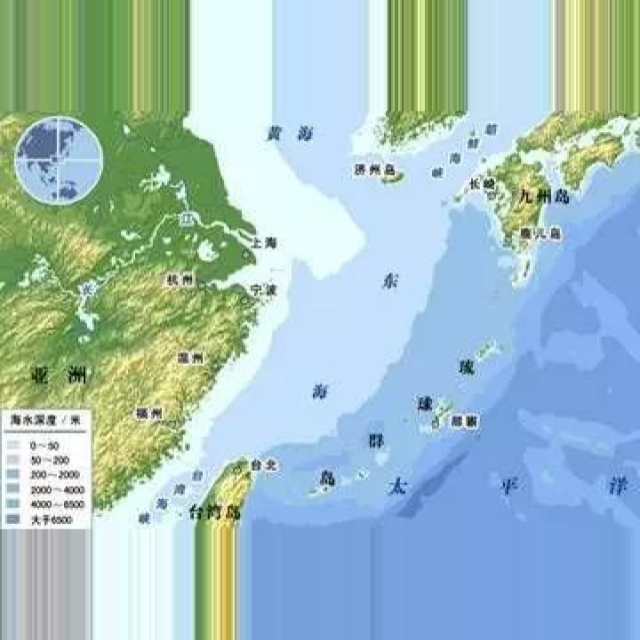 黄 海
朝鲜海峡
济州岛
长崎
九州岛
鹿儿岛
江
长
上海
杭州
宁波
东
海
温州
亚 洲
福州
琉
球
群
岛
那霸
台北
台湾海峡
台湾岛
太 平 洋
海水深度 / 米
0～50
50～200
200～2000
2000～4000
4000～6500
大于6500